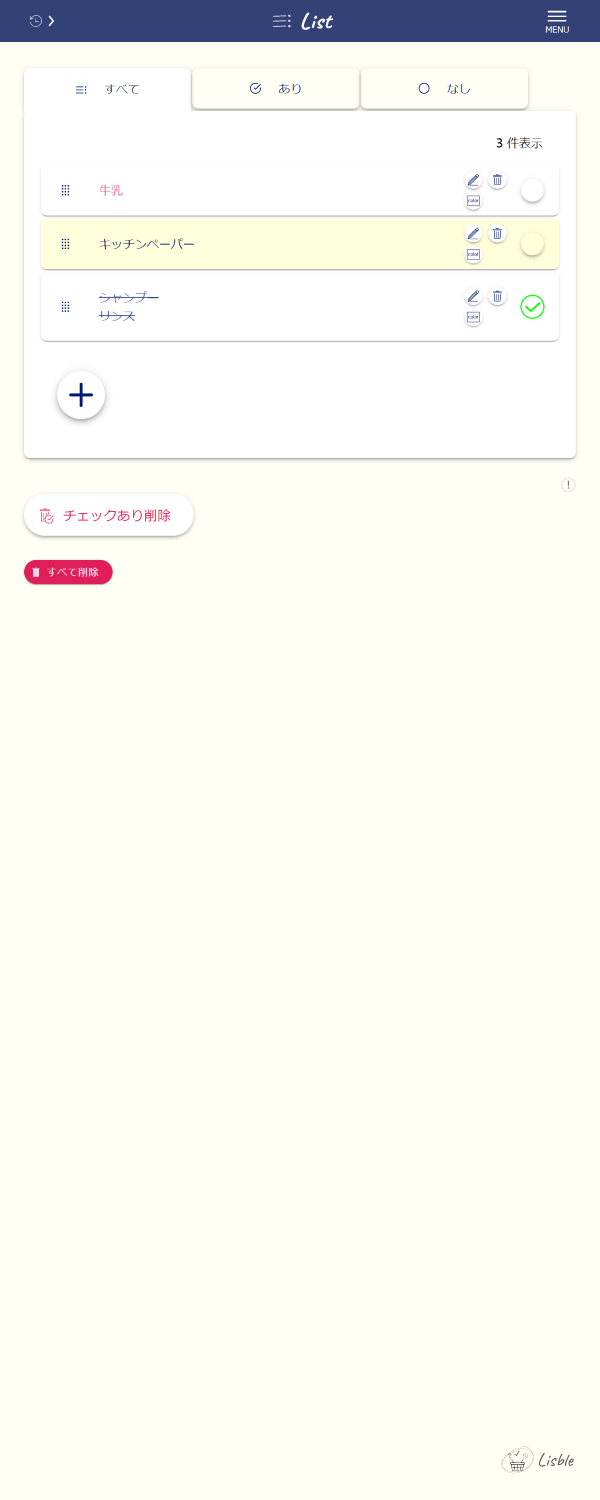 List
MENU
すべて
あり
なし
3 件表示
牛乳
color
キッチンペーパー
color
シャンプー
リンス
color
チェックあり削除
すべて削除
Lisble